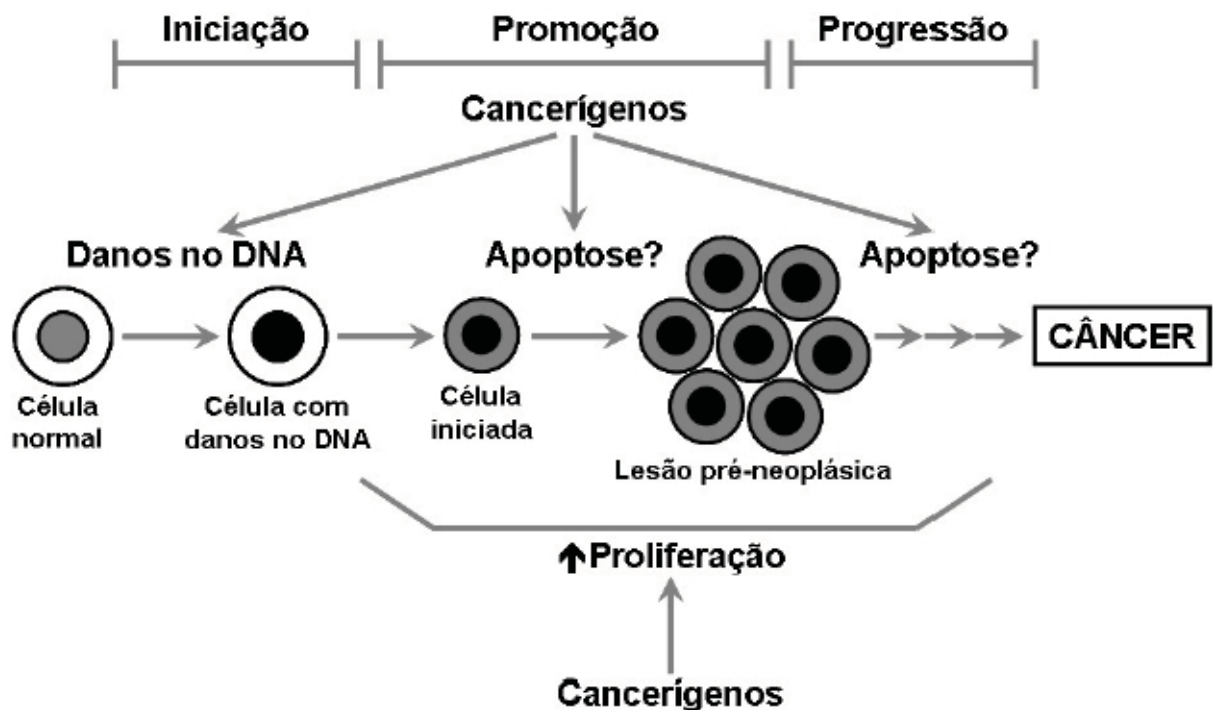 Iniciação
Promoção
Progressão
Cancerígenos
Danos no DNA
Apoptose?
Apoptose?
CÂNCER
Célula
normal
Célula com
danos no DNA
Célula
iniciada
Lesão pré-neoplásica
↑Proliferação
Cancerígenos